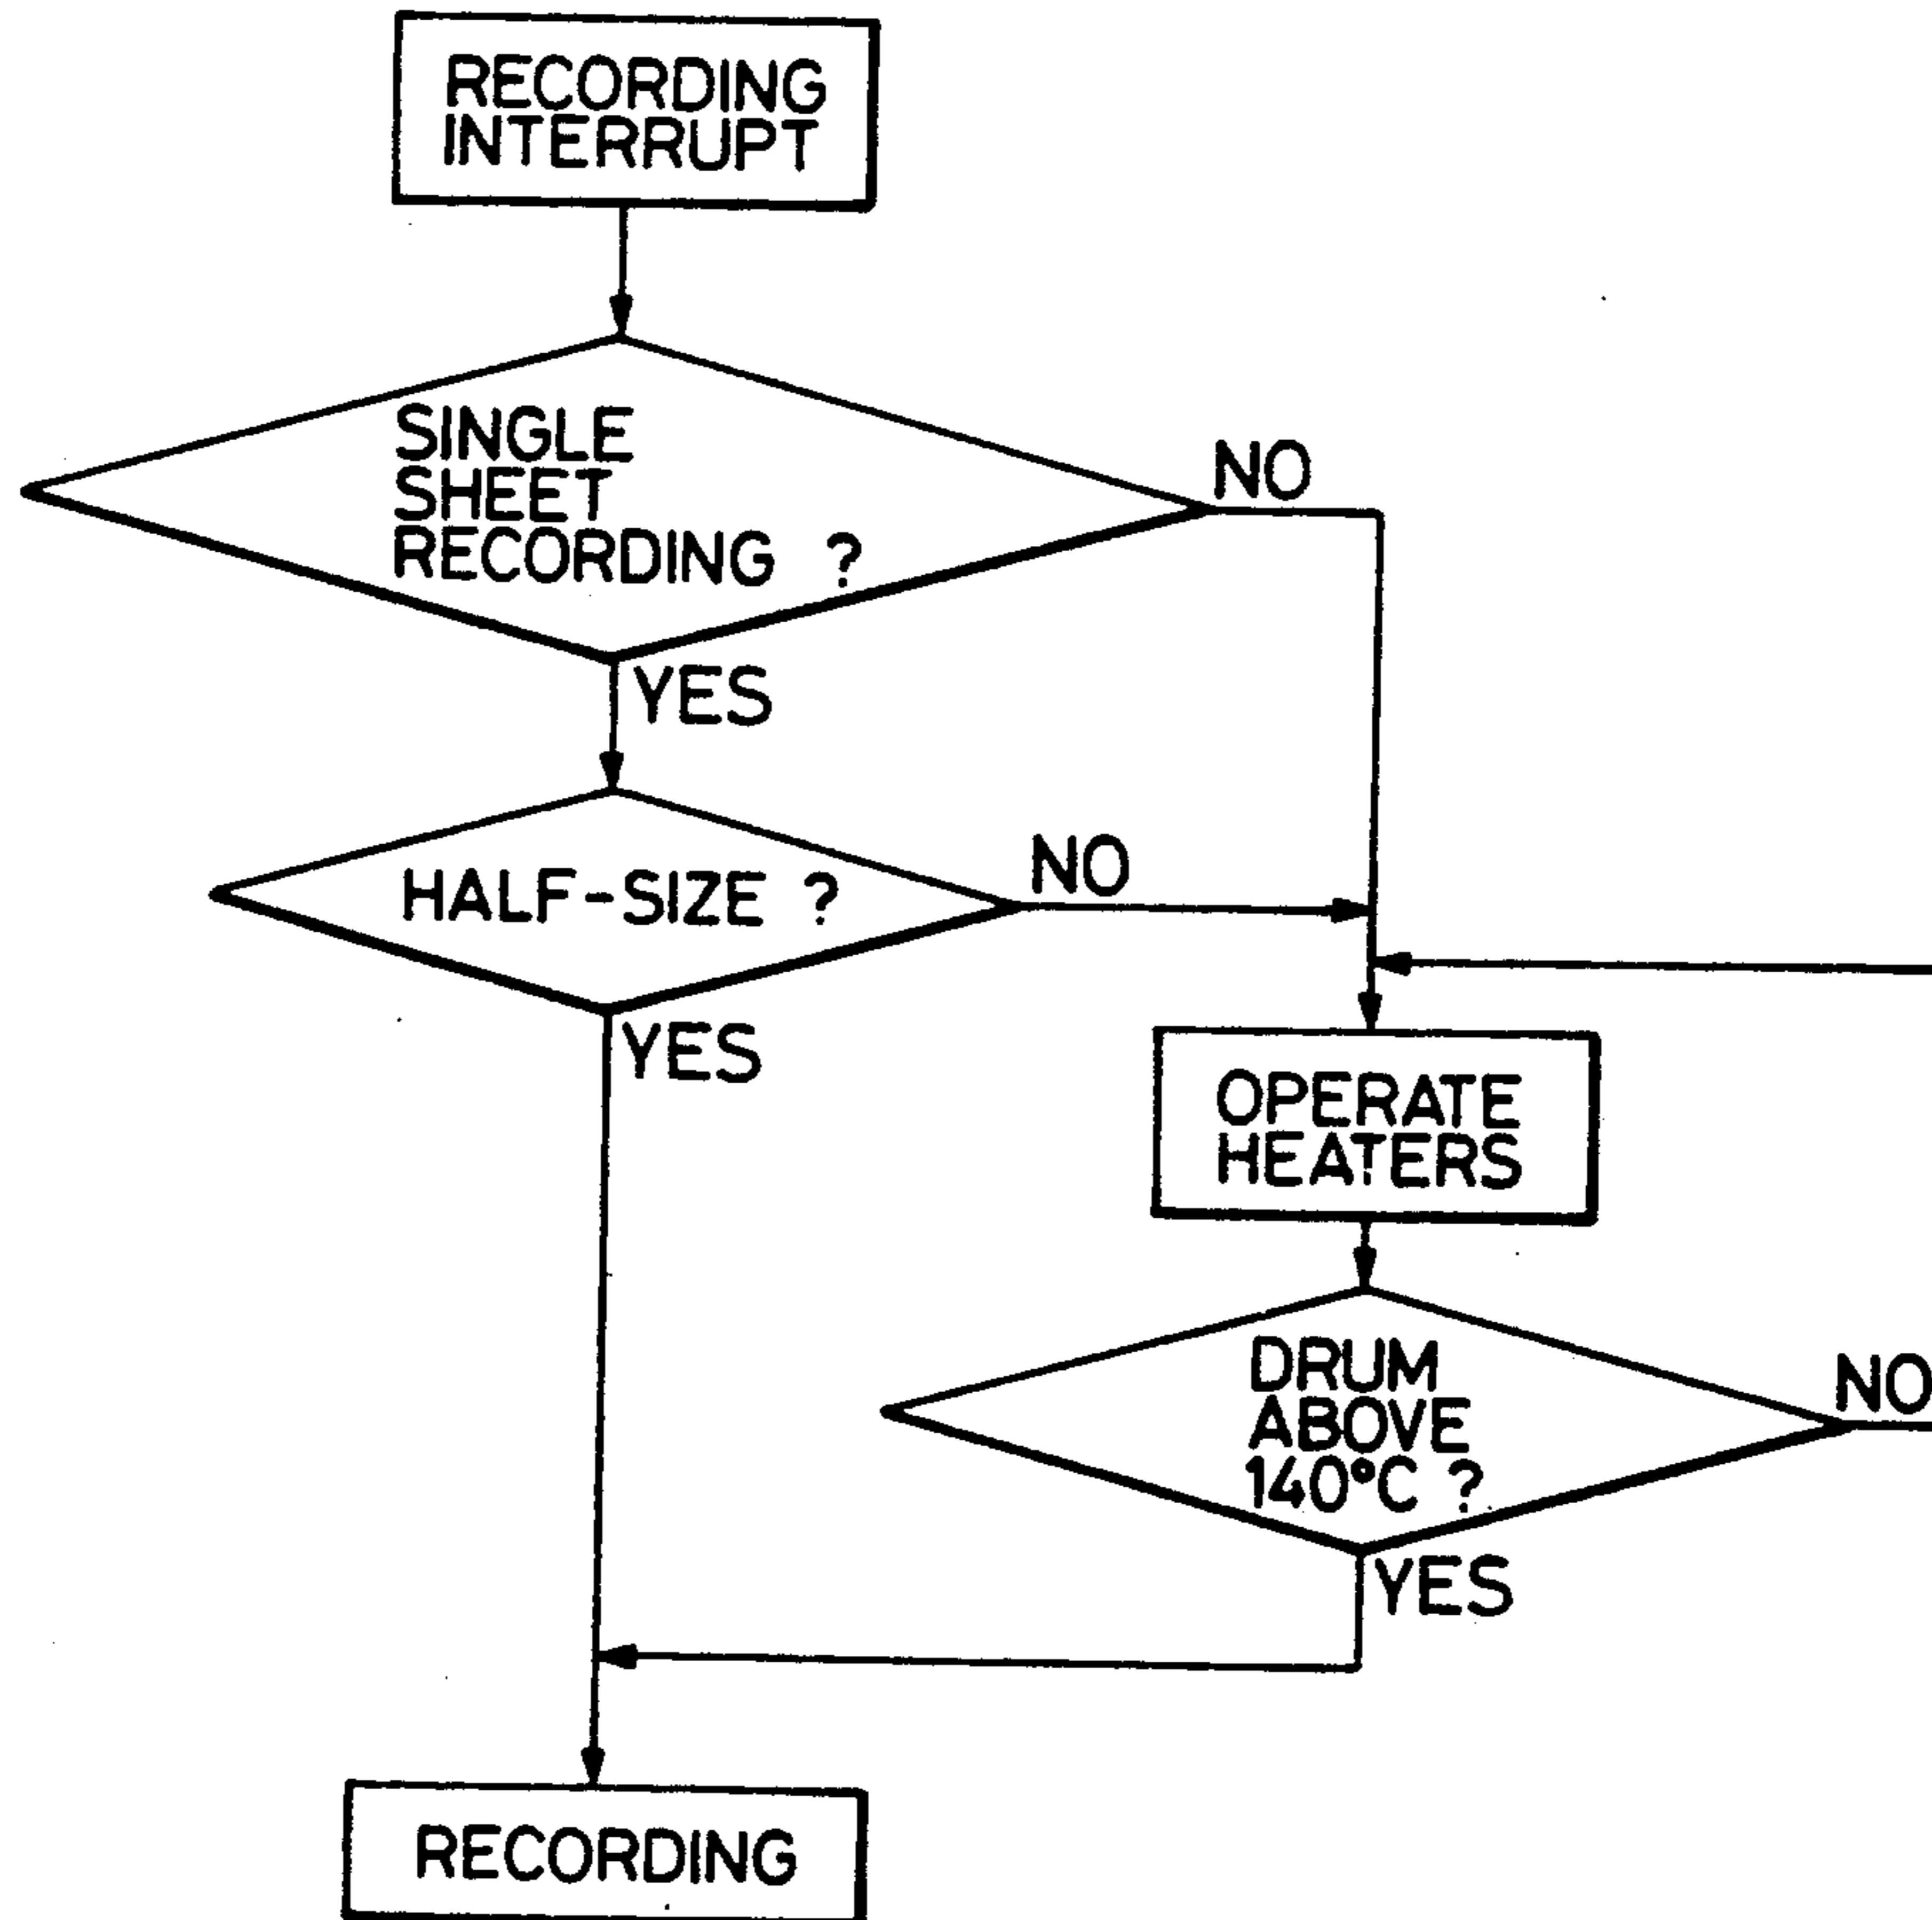 RECORDING
INTERRUPT
SINGLE
SHEET
RECORDING ?
NO
YES
HALF-SIZE ?
NO
YES
OPERATE
HEATERS
DRUM
ABOVE
140°C ?
NO
YES
RECORDING